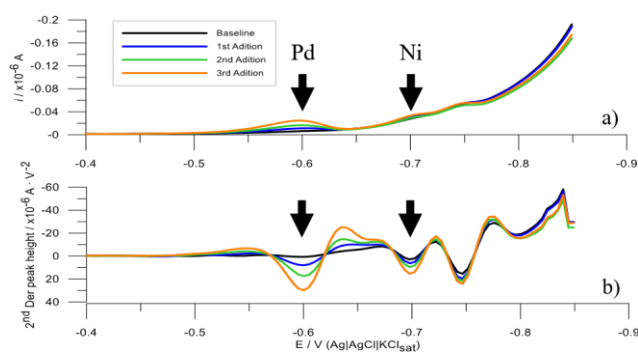 -0.2
-0.16
-0.12
-0.08
-0.04
-0
i / x10-6 A
Baseline
1st Adition
2nd Adition
3rd Adition
Pd
Ni
a)
-0.4 -0.5 -0.6 -0.7 -0.8 -0.9
-60
-40
-20
0
20
40
2nd Der peak height / x10-6 A · V-2
b)
-0.4 -0.5 -0.6 -0.7 -0.8 -0.9
E / V (Ag|AgCl|KClsat)